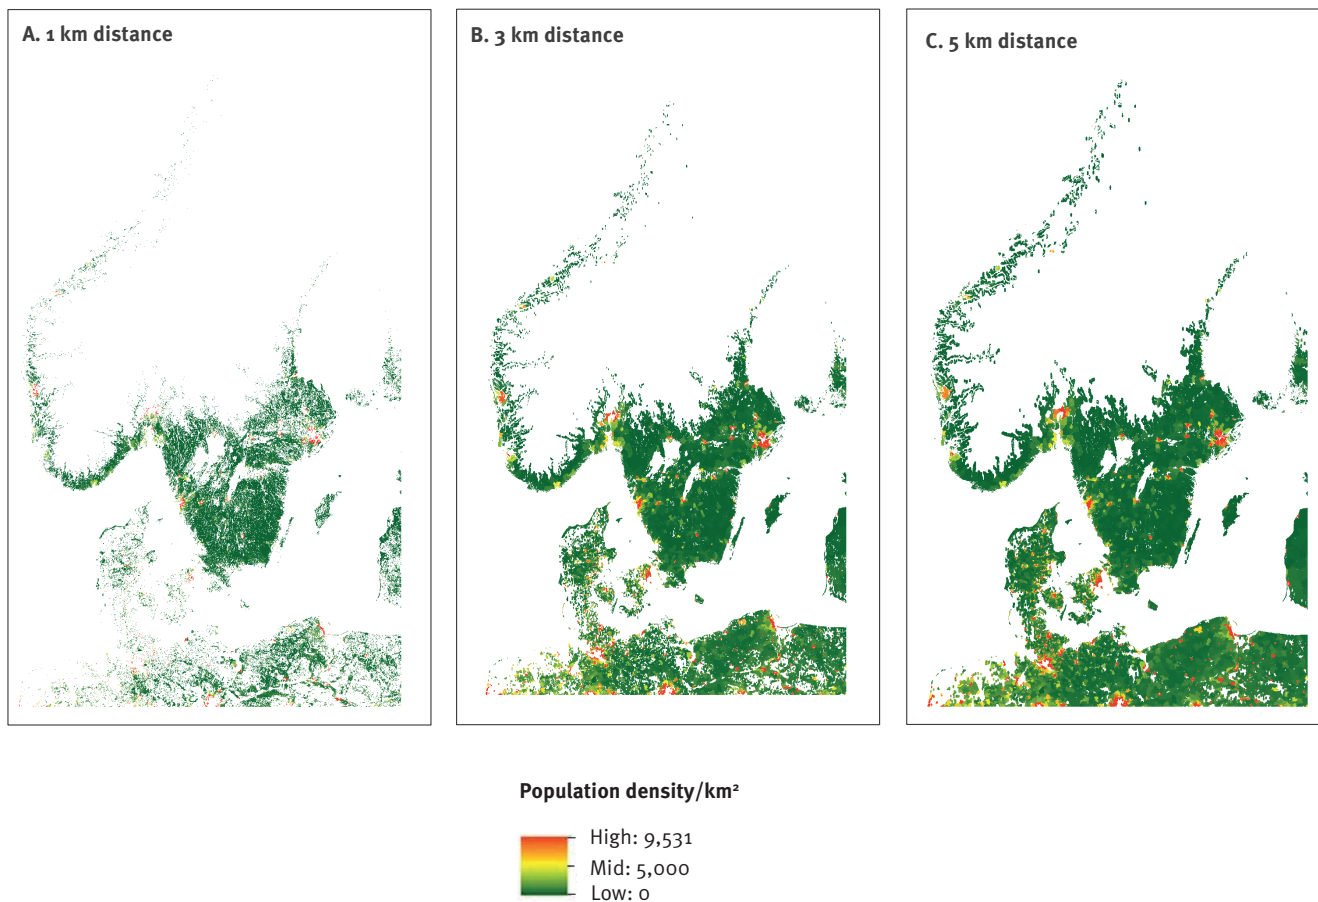 A. 1 km distance
B. 3 km distance
C. 5 km distance
Population density/km²
High: 9,531
Mid: 5,000
Low: 0